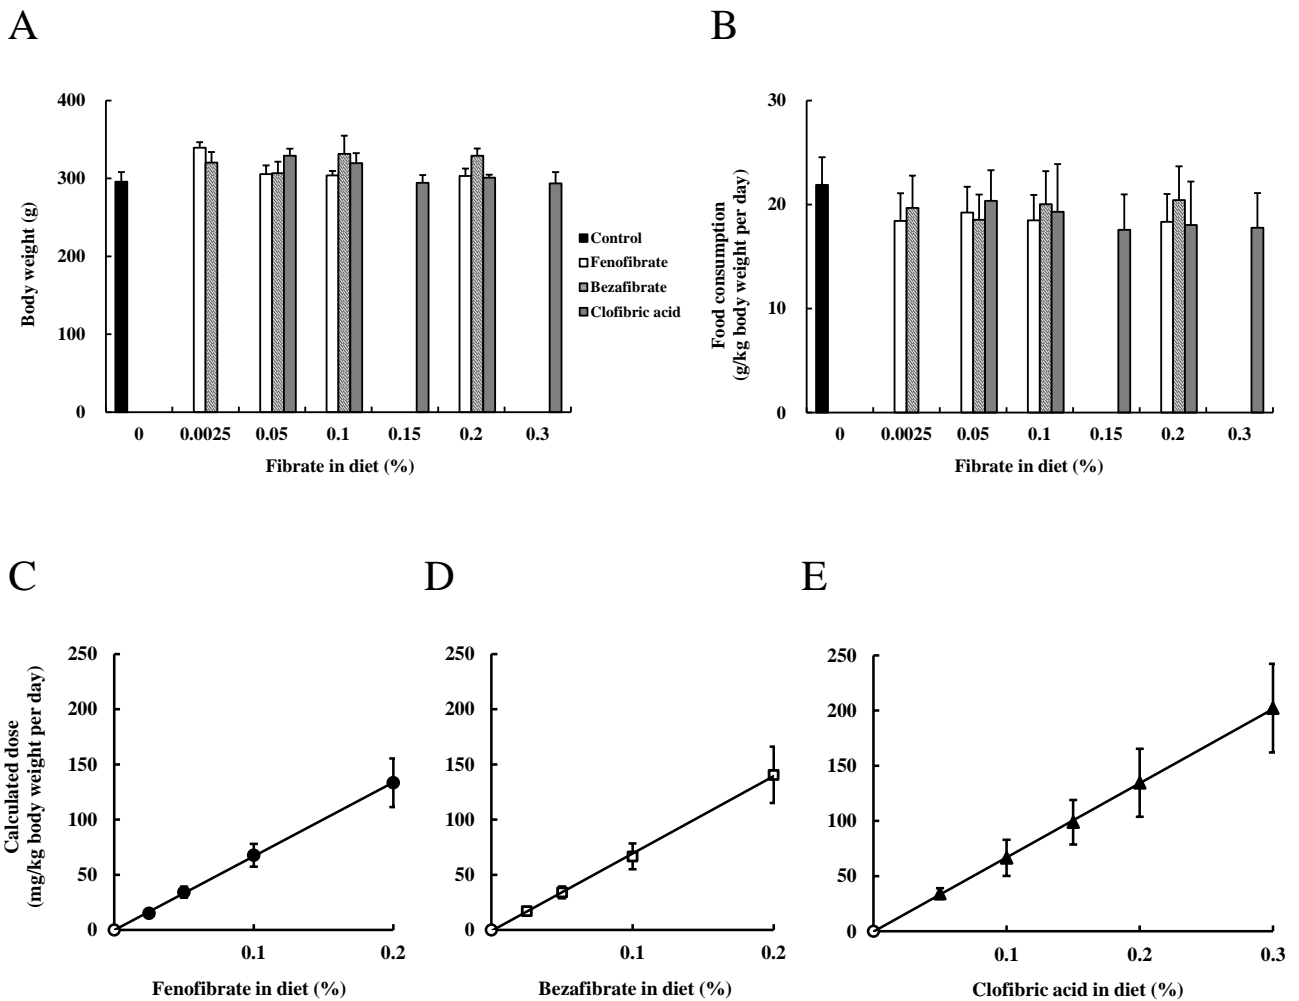 A
B
400
300
200
100
0
Body weight (g)
0 0.0025 0.05 0.1 0.15 0.2 0.3
Fibrate in diet (%)
Control
Fenofibrate
Bezafibrate
Clofibric acid
30
20
10
0
Food consumption
(g/kg body weight per day)
0 0.0025 0.05 0.1 0.15 0.2 0.3
Fibrate in diet (%)
C
D
E
250
200
150
100
50
0
Calculated dose
(mg/kg body weight per day)
0.1 0.2
Fenofibrate in diet (%)
250
200
150
100
50
0
0.1 0.2
Bezafibrate in diet (%)
250
200
150
100
50
0
0.1 0.2 0.3
Clofibric acid in diet (%)